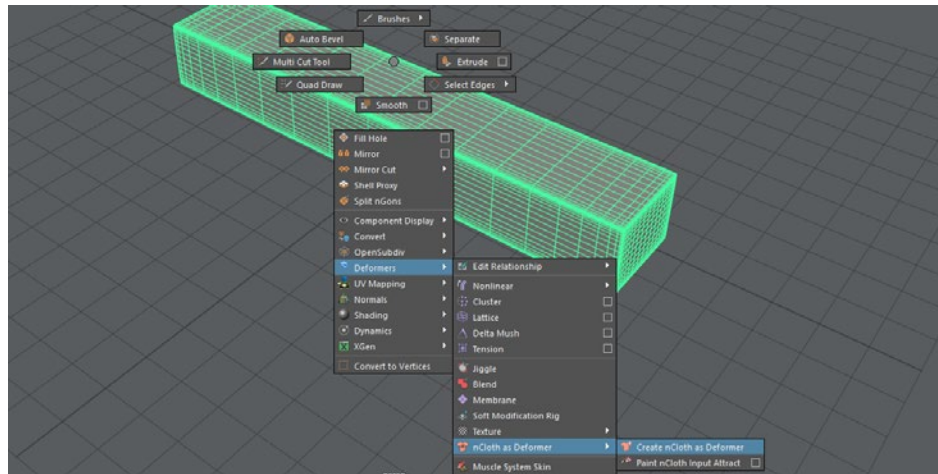 Brushes
Auto Bevel
Separate
Multi Cut Tool
Extrude
Quad Draw
Select Edges
Smooth
Fill Hole
Mirror
Mirror Cut
Shell Proxy
Split nGons
Component Display
Convert
OpenSubdiv
Deformers
UV Mapping
Normals
Shading
Dynamics
XGen
Convert to Vertices
Edit Relationship
Nonlinear
Cluster
Lattice
Delta Mush
Tension
Jiggle
Blend
Membrane
Soft Modification Rig
Texture
nCloth as Deformer
Muscle System Skin
Create nCloth as Deformer
Paint nCloth Input Attract